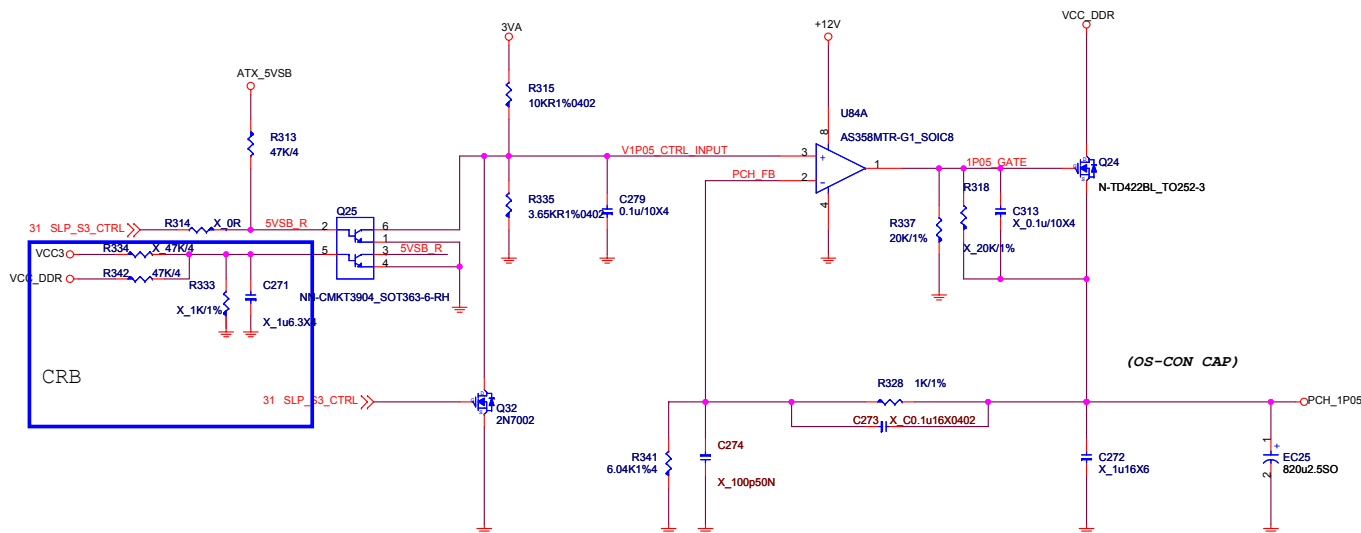 3VA
+12V
VCC_DDR
ATX_5VSB
R315
10KR1%0402
U84A
AS358MTR-G1_SOIC8
R313
47K/4
8
V1P05_CTRL_INPUT
3
+
1
1P05_GATE
Q24
N-TD422BL_TO252-3
PCH_FB
2
-
4
R335
3.65KR1%0402
C279
0.1u/10X4
R318
X_20K/1%
C313
X_0.1u/10X4
R337
20K/1%
31 SLP_S3_CTRL
R314
X_0R
5VSB_R
2
Q25
6
1
VCC3
R334
X_47K/4
5
3
5VSB_R
4
VCC_DDR
R342
47K/4
R333
X_1K/1%
C271
X_1u6.3X4
NN-CMKT3904_SOT363-6-RH
CRB
(OS-CON CAP)
R328 1K/1%
31 SLP_S3_CTRL
Q32
2N7002
PCH_1P05
C273
X_C0.1u16X0402
R341
6.04K1%4
C274
X_100p50N
C272
X_1u16X6
1
+
EC25
820u2.5SO
2